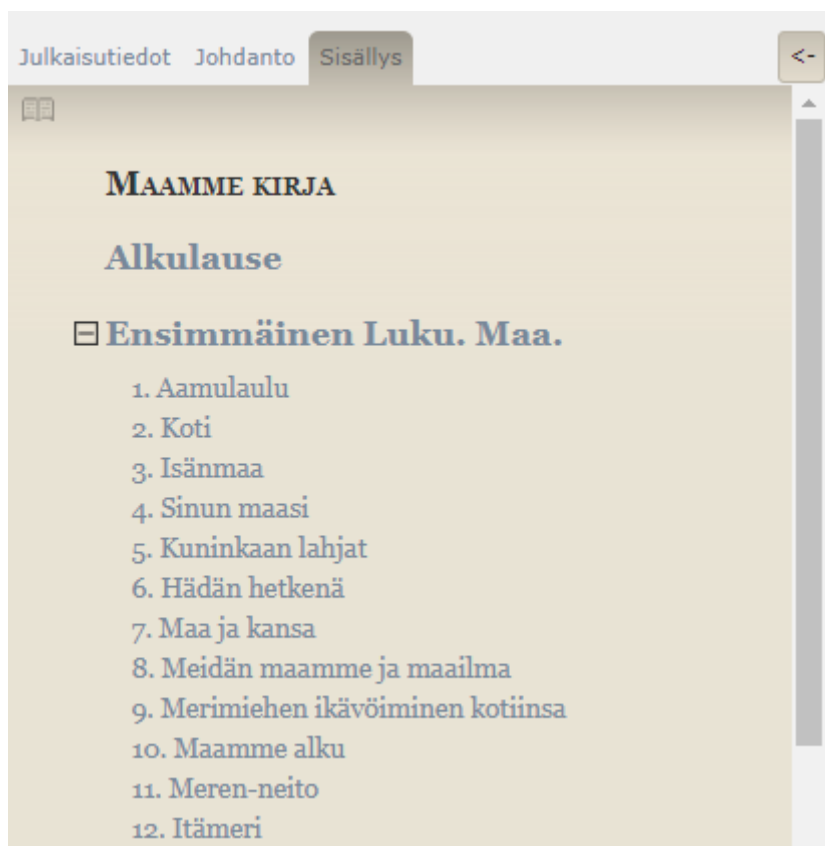 Julkaisutiedot Johdanto Sisällys <-
Maamme kirja
Alkulause
Ensimmäinen Luku. Maa.
1. Aamulaulu
2. Koti
3. Isänmaa
4. Sinun maasi
5. Kuninkaan lahjat
6. Hädän hetkenä
7. Maa ja kansa
8. Meidän maamme ja maailma
9. Merimiehen ikävöiminen kotiinsa
10. Maamme alku
11. Meren-neito
12. Itämeri